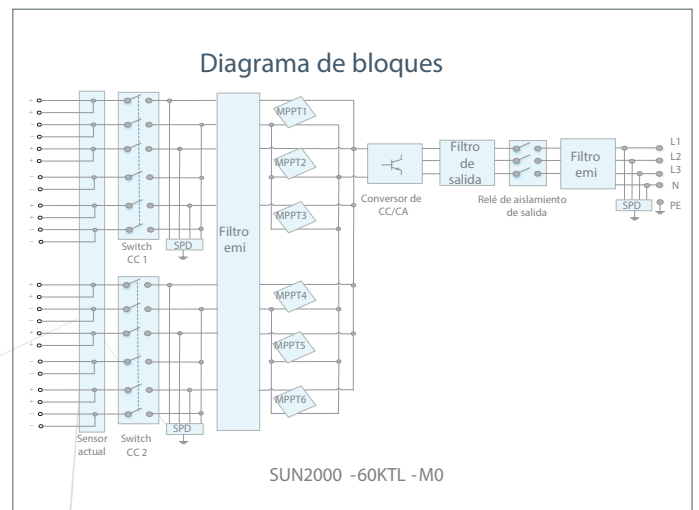 Diagrama de bloques
MPPT1
MPPT2
MPPT3
MPPT4
MPPT5
MPPT6
Filtro
emi
Switch
CC 1
SPD
Sensor
actual
Switch
CC 2
SPD
Conversor de
CC/CA
Filtro
de
salida
Relé de aislamiento
de salida
Filtro
emi
SPD
L1
L2
L3
N
PE
SUN2000 -60KTL -M0